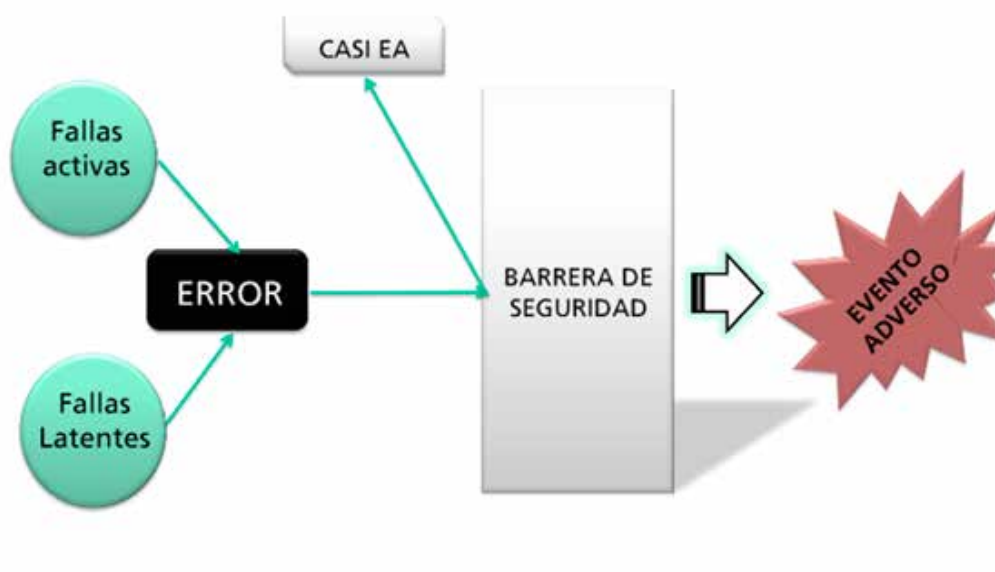 CASI EA
Fallas
activas
ERROR
BARRERA DE
SEGURIDAD
EVENTO
ADVERSO
Fallas
Latentes